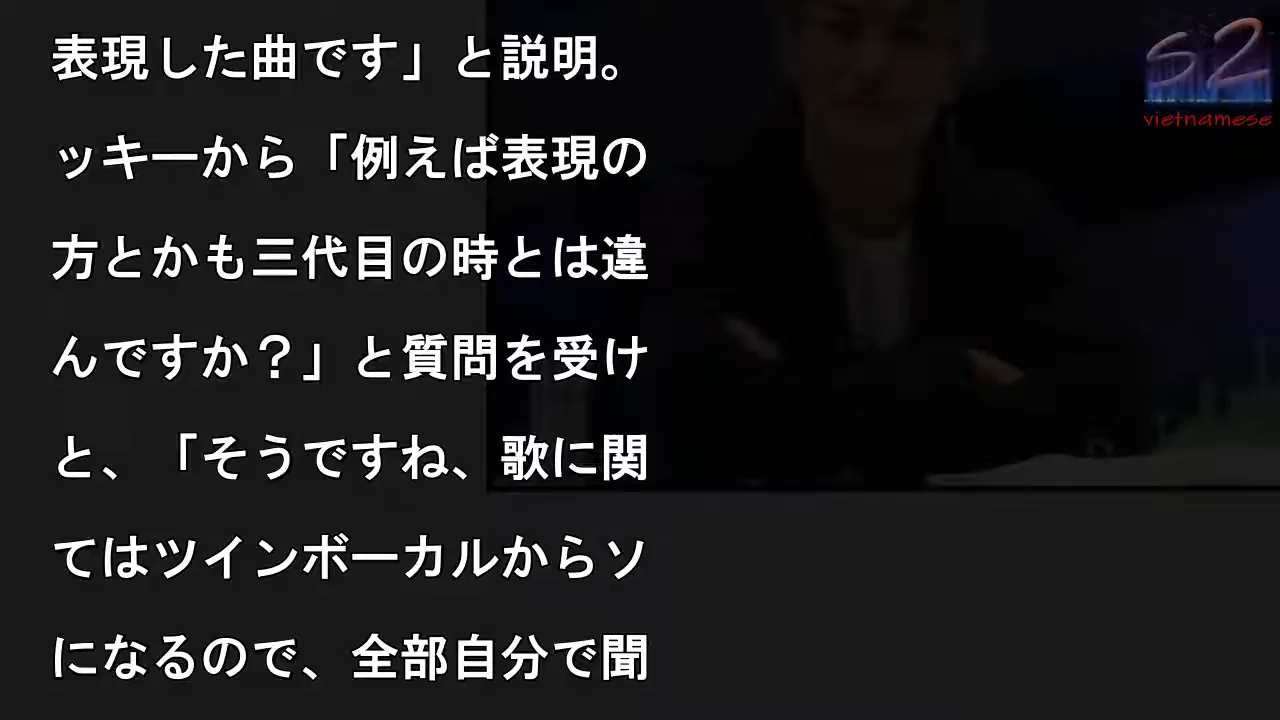 表現した曲です」と説明。
ッキーから「例えば表現の
方とかも三代目の時とは違
んですか？」と質問を受け
と、「そうですね、歌に関
てはツインボーカルからソ
になるので、全部自分で聞
S2
vietnamese